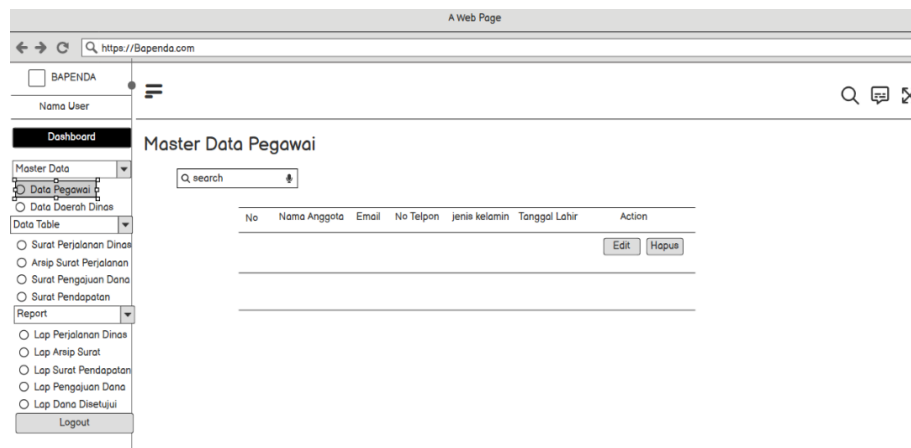 A Web Page
https://Bapenda.com
BAPENDA
Nama User
Dashboard
Master Data
Data Pegawai
Data Daerah Dinas
Data Table
Surat Perjalanan Dinas
Arsip Surat Perjalanan
Surat Pengajuan Dana
Surat Pendapatan
Report
Lap Perjalanan Dinas
Lap Arsip Surat
Lap Surat Pendapatan
Lap Pengajuan Dana
Lap Dana Disetujui
Logout
Master Data Pegawai
search
No Nama Anggota Email No Telpon jenis kelamin Tanggal Lahir Action
Edit Hapus